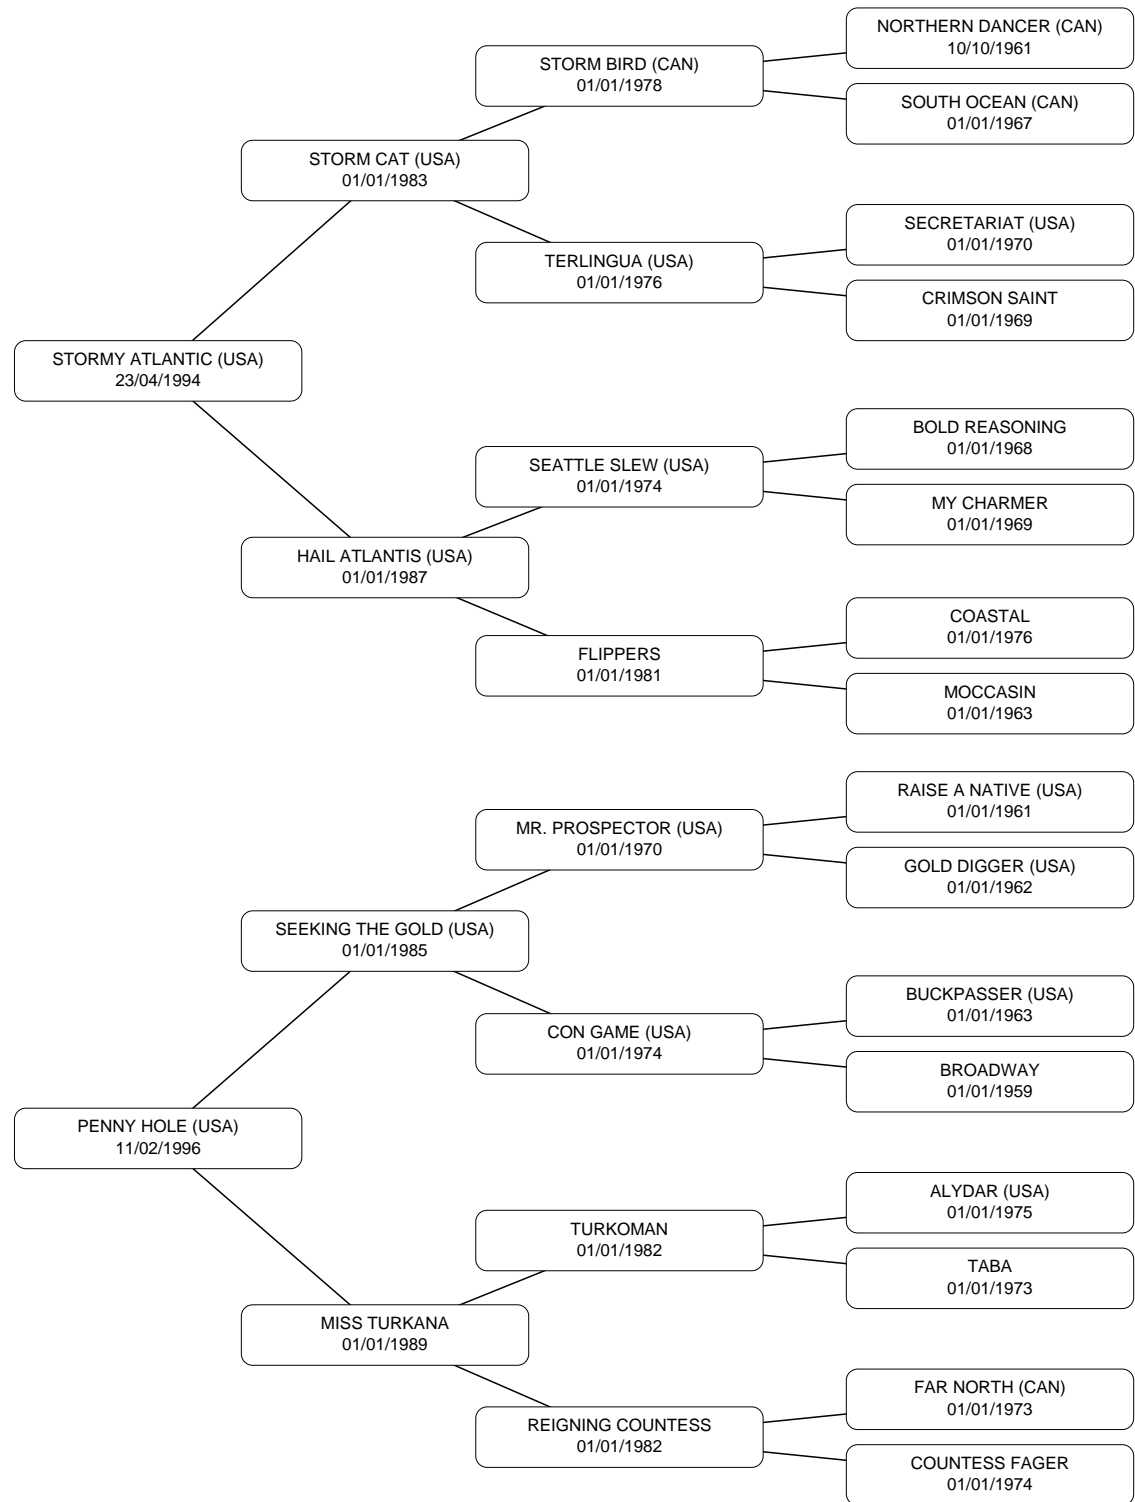 NORTHERN DANCER (CAN)
10/10/1961
STORM BIRD (CAN)
01/01/1978
SOUTH OCEAN (CAN)
01/01/1967
STORM CAT (USA)
01/01/1983
SECRETARIAT (USA)
01/01/1970
TERLINGUA (USA)
01/01/1976
CRIMSON SAINT
01/01/1969
STORMY ATLANTIC (USA)
23/04/1994
BOLD REASONING
01/01/1968
SEATTLE SLEW (USA)
01/01/1974
MY CHARMER
01/01/1969
HAIL ATLANTIS (USA)
01/01/1987
COASTAL
01/01/1976
FLIPPERS
01/01/1981
MOCCASIN
01/01/1963
RAISE A NATIVE (USA)
01/01/1961
MR. PROSPECTOR (USA)
01/01/1970
GOLD DIGGER (USA)
01/01/1962
SEEKING THE GOLD (USA)
01/01/1985
BUCKPASSER (USA)
01/01/1963
CON GAME (USA)
01/01/1974
BROADWAY
01/01/1959
PENNY HOLE (USA)
11/02/1996
ALYDAR (USA)
01/01/1975
TURKOMAN
01/01/1982
TABA
01/01/1973
MISS TURKANA
01/01/1989
FAR NORTH (CAN)
01/01/1973
REIGNING COUNTESS
01/01/1982
COUNTESS FAGER
01/01/1974